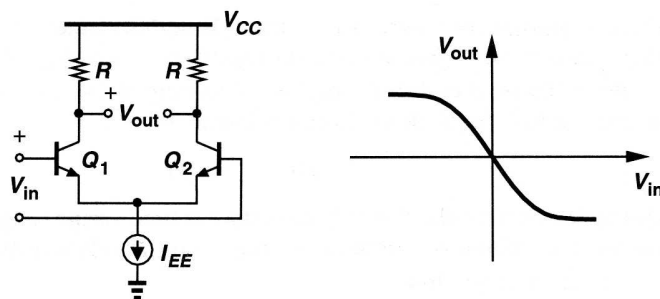 V_CC
R R
+
V_out
+
Q_1 Q_2
V_in
I_EE
V_out
V_in